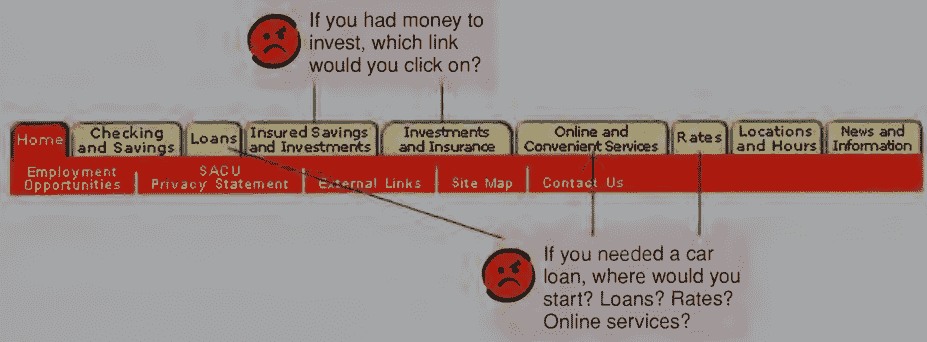 If you had money to
invest, which link
would you click on?
Home
Checking
and Savings
Loans
Insured Savings
and Investments
Investments
and Insurance
Online and
Convenient Services
Rates
Locations
and Hours
News and
Information
Employment
Opportunities
SACU
Privacy Statement
External Links
Site Map
Contact Us
If you needed a car
loan, where would you
start? Loans? Rates?
Online services?